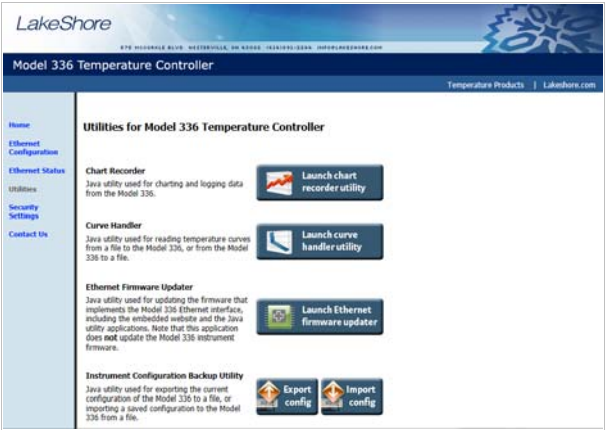 LakeShore
Model 336 Temperature Controller
Temperature Products | Lakeshore.com
Home
Ethernet
Configuration
Ethernet Status
Utilities
Security
Settings
Contact Us
Utilities for Model 336 Temperature Controller
Chart Recorder
Java utility used for charting and logging data
from the Model 336.
Launch chart
recorder utility
Curve Handler
Java utility used for reading temperature curves
from a file to the Model 336, or from the Model
336 to a file.
Launch curve
handler utility
Ethernet Firmware Updater
Java utility used for updating the firmware that
implements the Model 336 Ethernet interface,
including the embedded website and the Java
utility applications. Note that this application
does not update the Model 336 instrument
firmware.
Launch Ethernet
firmware updater
Instrument Configuration Backup Utility
Java utility used for exporting the current
configuration of the Model 336 to a file, or
importing a saved configuration to the Model
336 from a file.
Export
config
Import
config